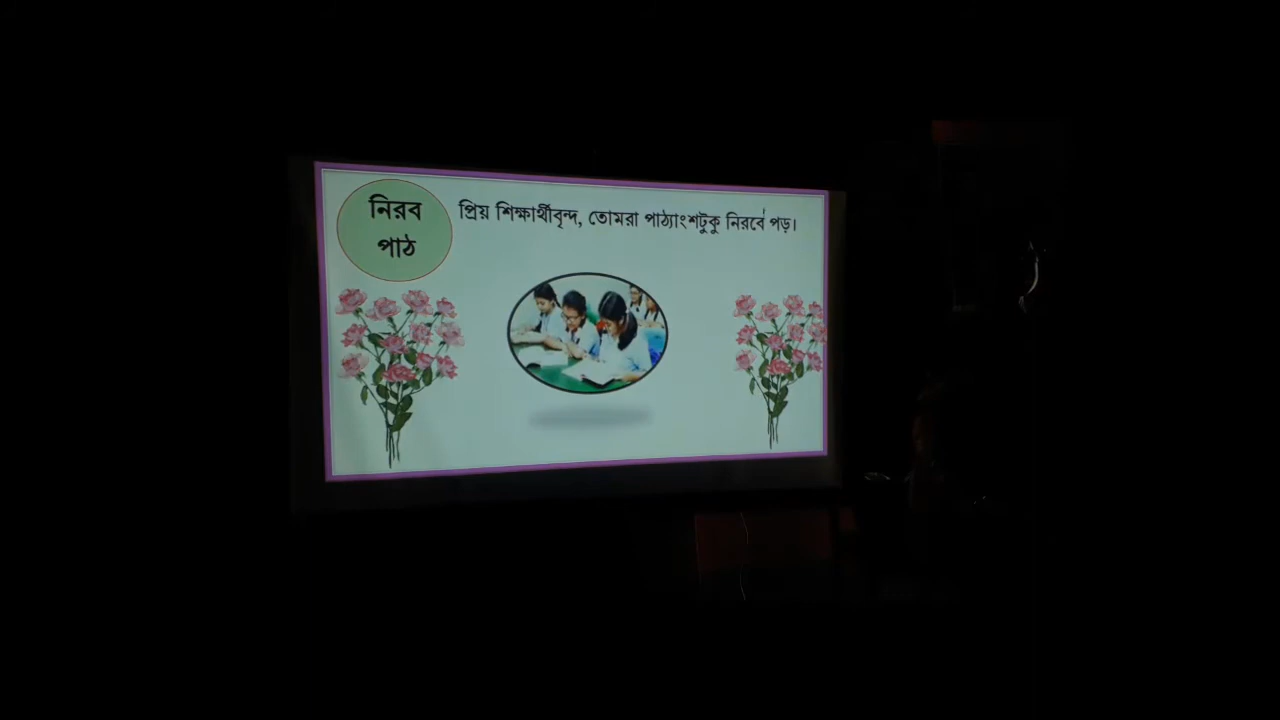 নিরব
পাঠ
প্রিয় শিক্ষার্থীবৃন্দ, তোমরা পাঠ্যাংশটুকু নিরবে পড়।